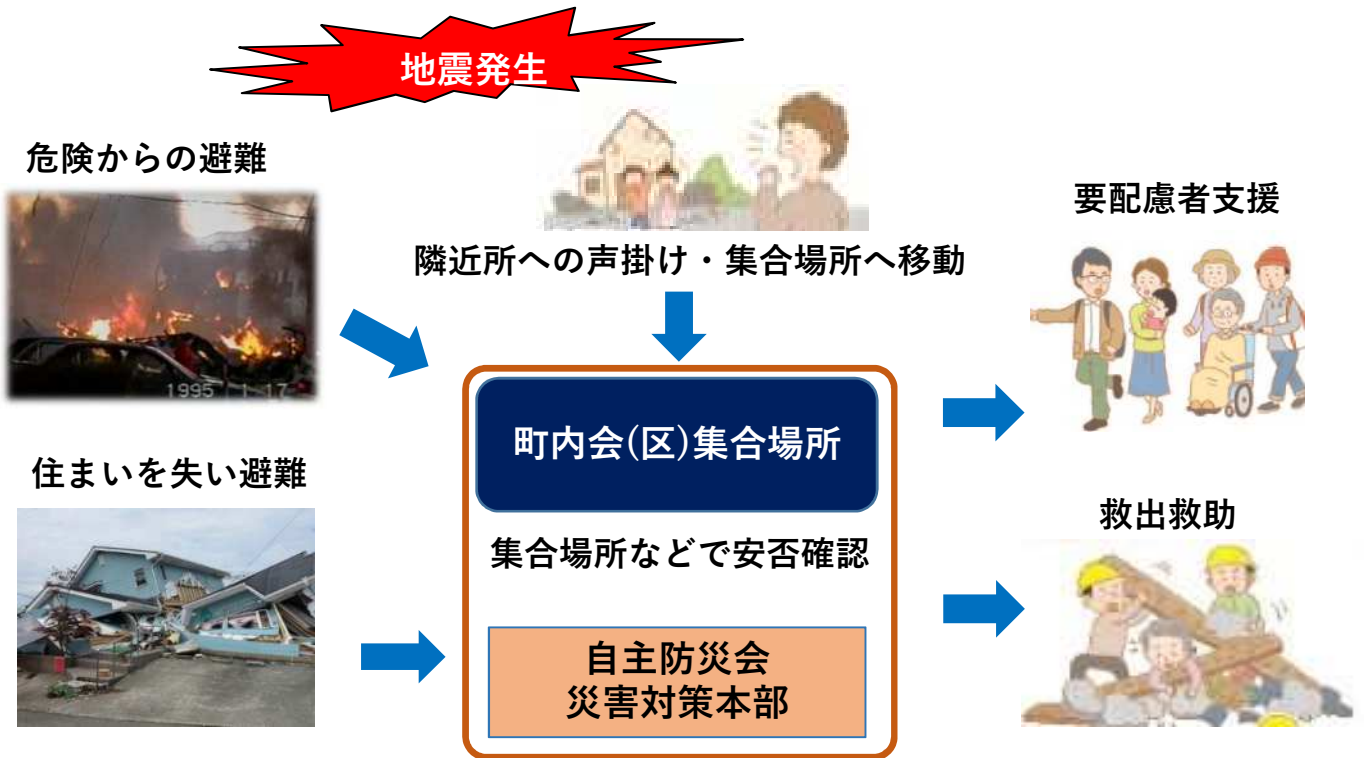 地震発生
危険からの避難
1995 1 17
隣近所への声掛け・集合場所へ移動
要配慮者支援
町内会(区)集合場所
住まいを失い避難
集合場所などで安否確認
救出救助
自主防災会
災害対策本部